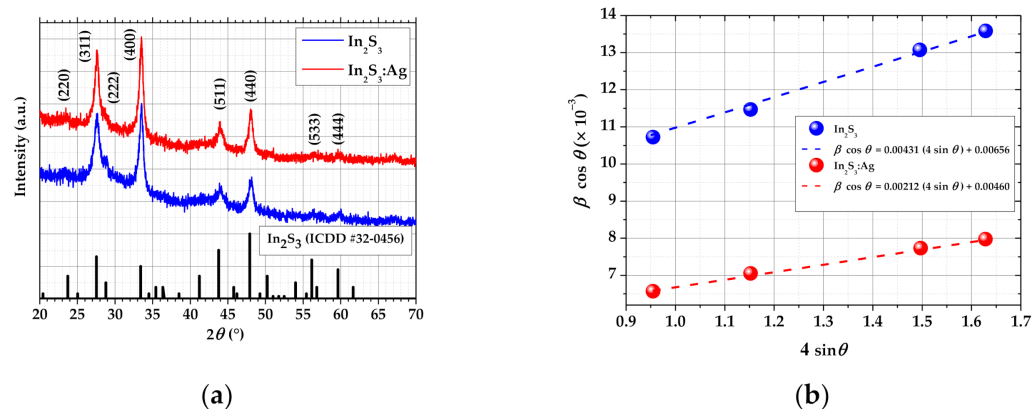 In2S3
In2S3:Ag
(220)
(311)
(222)
(400)
(511)
(440)
(533)
(444)
Intensity (a.u.)
In2S3 (ICDD #32-0456)
20 25 30 35 40 45 50 55 60 65 70
2θ (°)
(a)
14
13
12
11
10
9
8
7
β cos θ (× 10⁻³)
In2S3
β cos θ = 0.00431 (4 sin θ) + 0.00656
In2S3:Ag
β cos θ = 0.00212 (4 sin θ) + 0.00460
0.9 1.0 1.1 1.2 1.3 1.4 1.5 1.6 1.7
4 sinθ
(b)